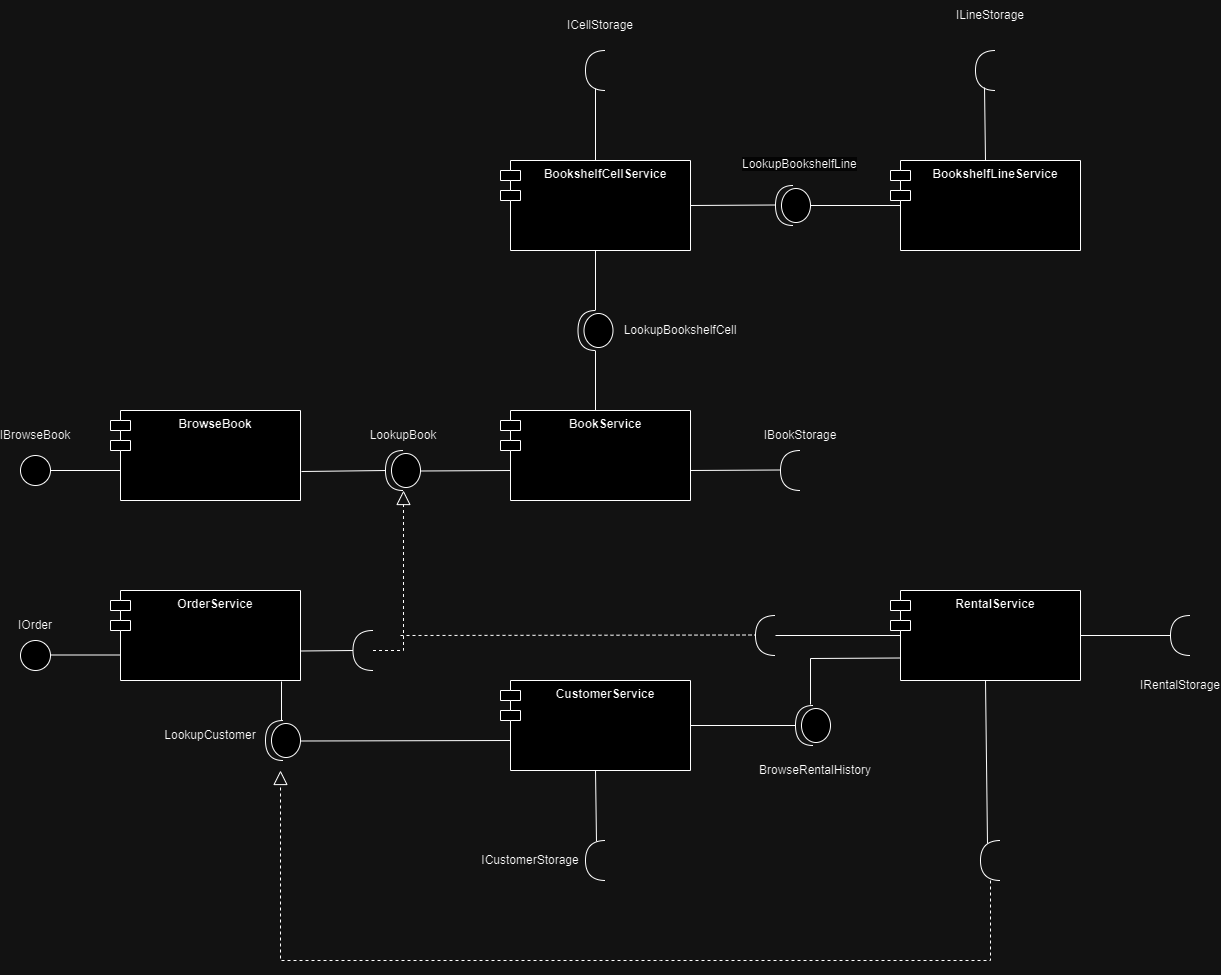 ILineStorage
ICellStorage
LookupBookshelfLine
BookshelfCellService
BookshelfLineService
LookupBookshelfCell
BrowseBook
BookService
IBrowseBook
LookupBook
IBookStorage
OrderService
RentalService
IOrder
IRentalStorage
CustomerService
LookupCustomer
BrowseRentalHistory
ICustomerStorage